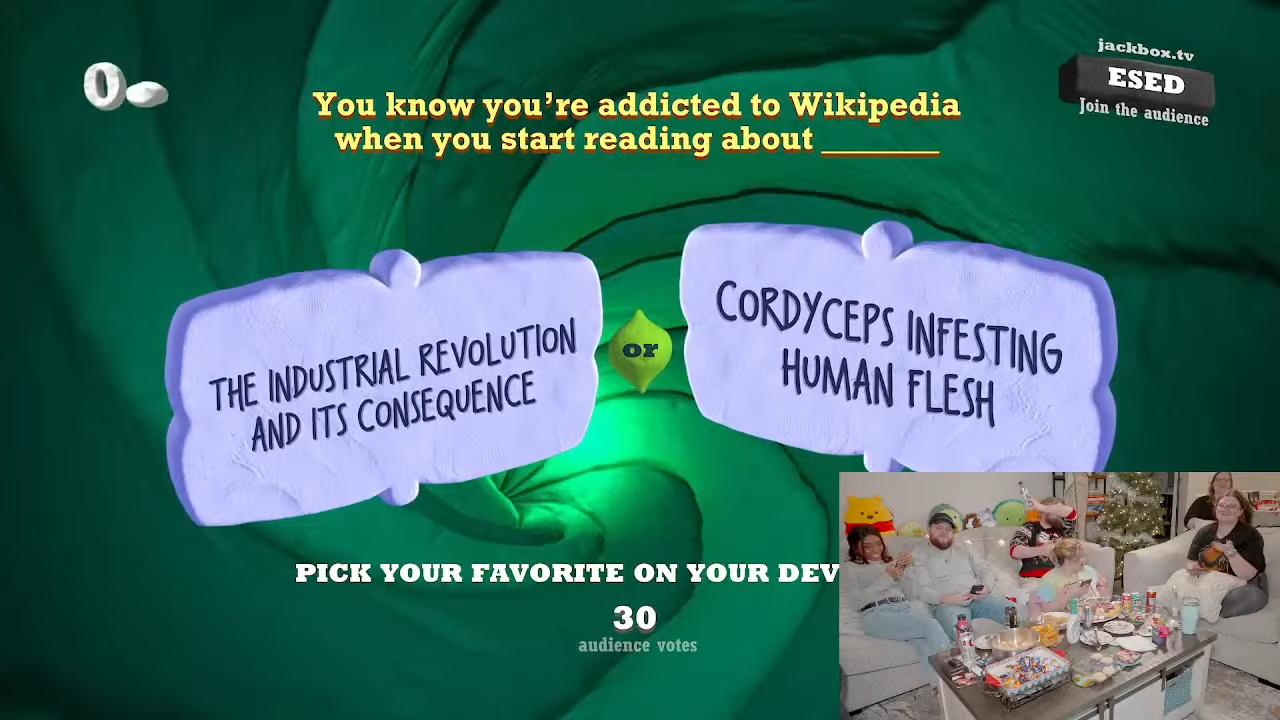 0
jackbox.tv
ESED
Join the audience
You know you're addicted to Wikipedia
when you start reading about _______
THE INDUSTRIAL REVOLUTION
AND ITS CONSEQUENCE
or
CORDYCEPS INFESTING
HUMAN FLESH
PICK YOUR FAVORITE ON YOUR DEV
30
audience votes